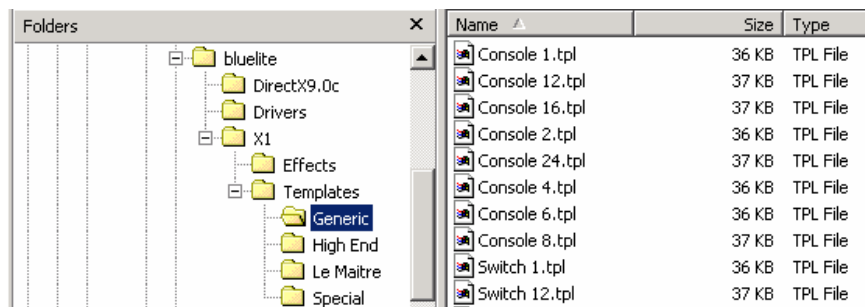 Folders
bluelite
DirectX9.0c
Drivers
X1
Effects
Templates
Generic
High End
Le Maitre
Special
Name Size Type
Console 1.tpl 36 KB TPL File
Console 12.tpl 37 KB TPL File
Console 16.tpl 37 KB TPL File
Console 2.tpl 36 KB TPL File
Console 24.tpl 37 KB TPL File
Console 4.tpl 36 KB TPL File
Console 6.tpl 36 KB TPL File
Console 8.tpl 37 KB TPL File
Switch 1.tpl 36 KB TPL File
Switch 12.tpl 37 KB TPL File